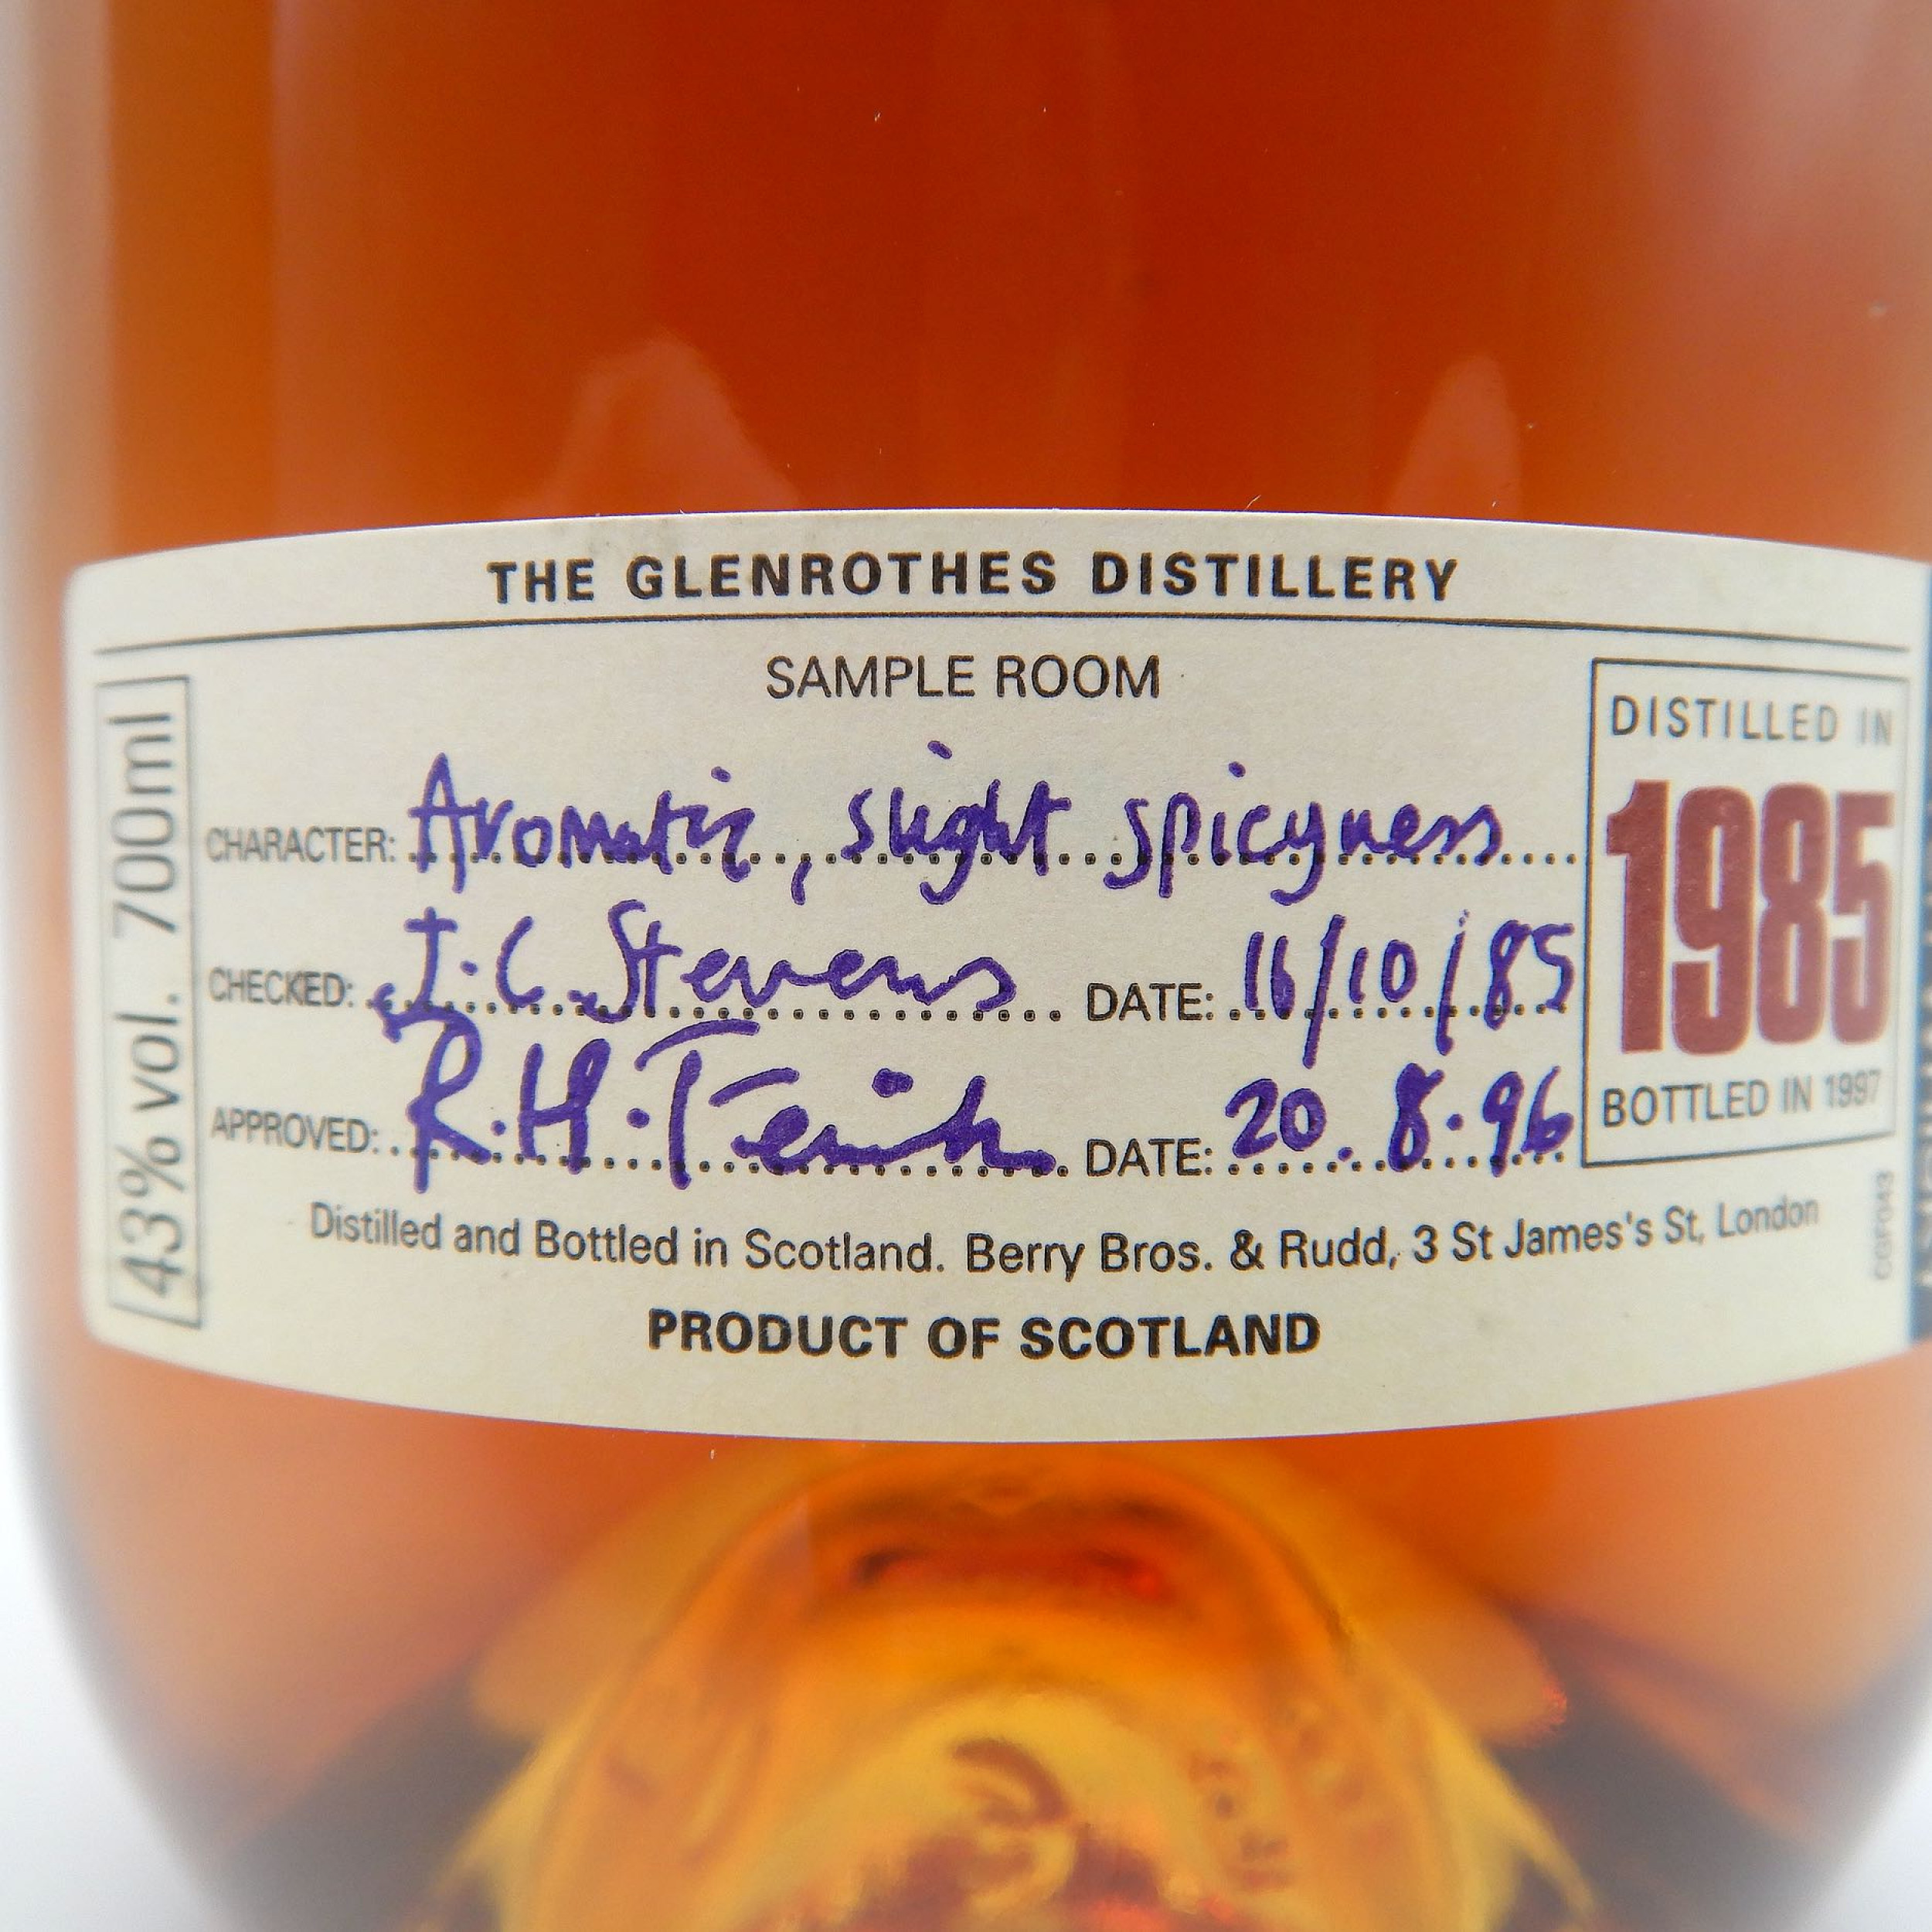 THE GLENROTHES DISTILLERY
SAMPLE ROOM
43% vol. 700ml
CHARACTER: Aromatic, slight spicyness
CHECKED: J.C. Stevens DATE: 11/10/85
APPROVED: R.H. DATE: 20.8.96
DISTILLED IN
1985
BOTTLED IN 1997
Distilled and Bottled in Scotland. Berry Bros. & Rudd, 3 St James's St, London
PRODUCT OF SCOTLAND